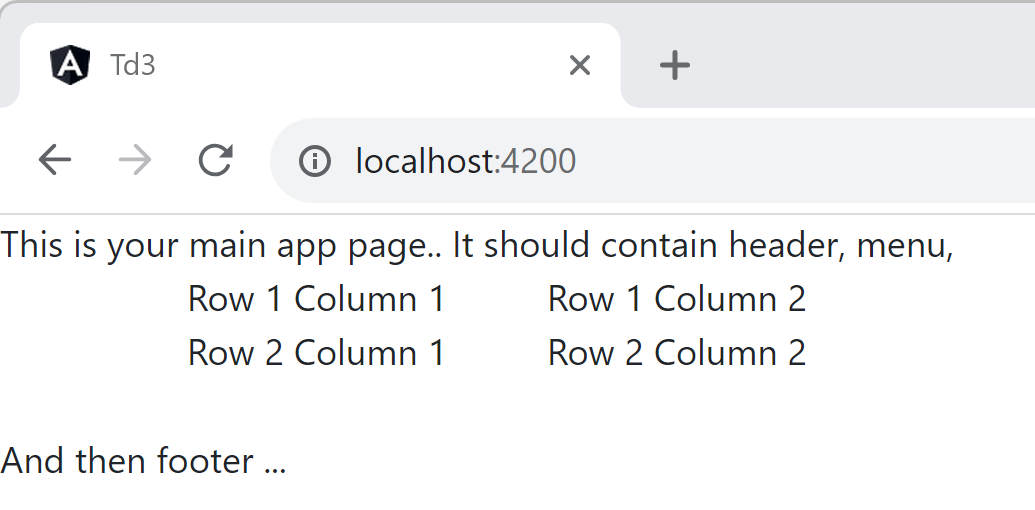 Td3
localhost:4200
This is your main app page.. It should contain header, menu,
Row 1 Column 1 Row 1 Column 2
Row 2 Column 1 Row 2 Column 2
And then footer ...